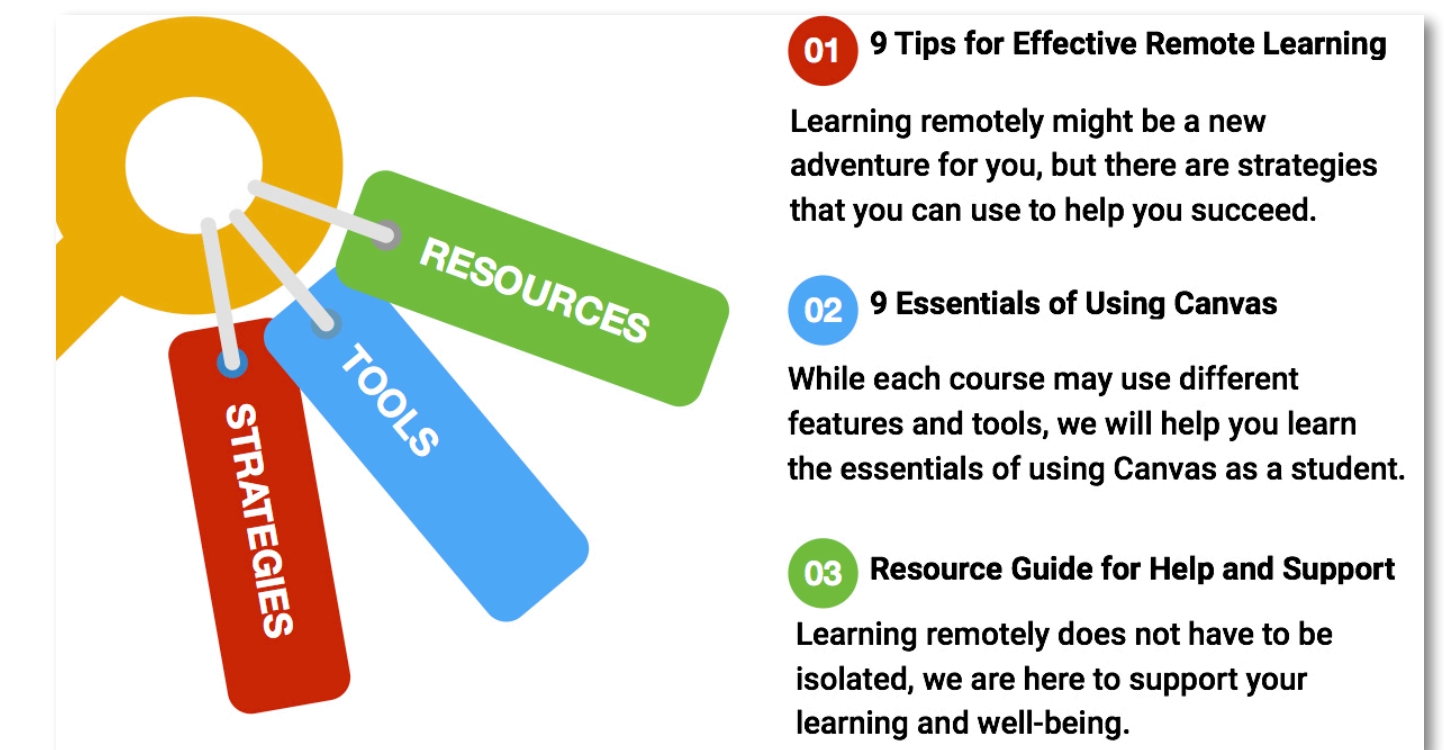 RESOURCES
TOOLS
STRATEGIES
01 9 Tips for Effective Remote Learning
Learning remotely might be a new
adventure for you, but there are strategies
that you can use to help you succeed.
02 9 Essentials of Using Canvas
While each course may use different
features and tools, we will help you learn
the essentials of using Canvas as a student.
03 Resource Guide for Help and Support
Learning remotely does not have to be
isolated, we are here to support your
learning and well-being.